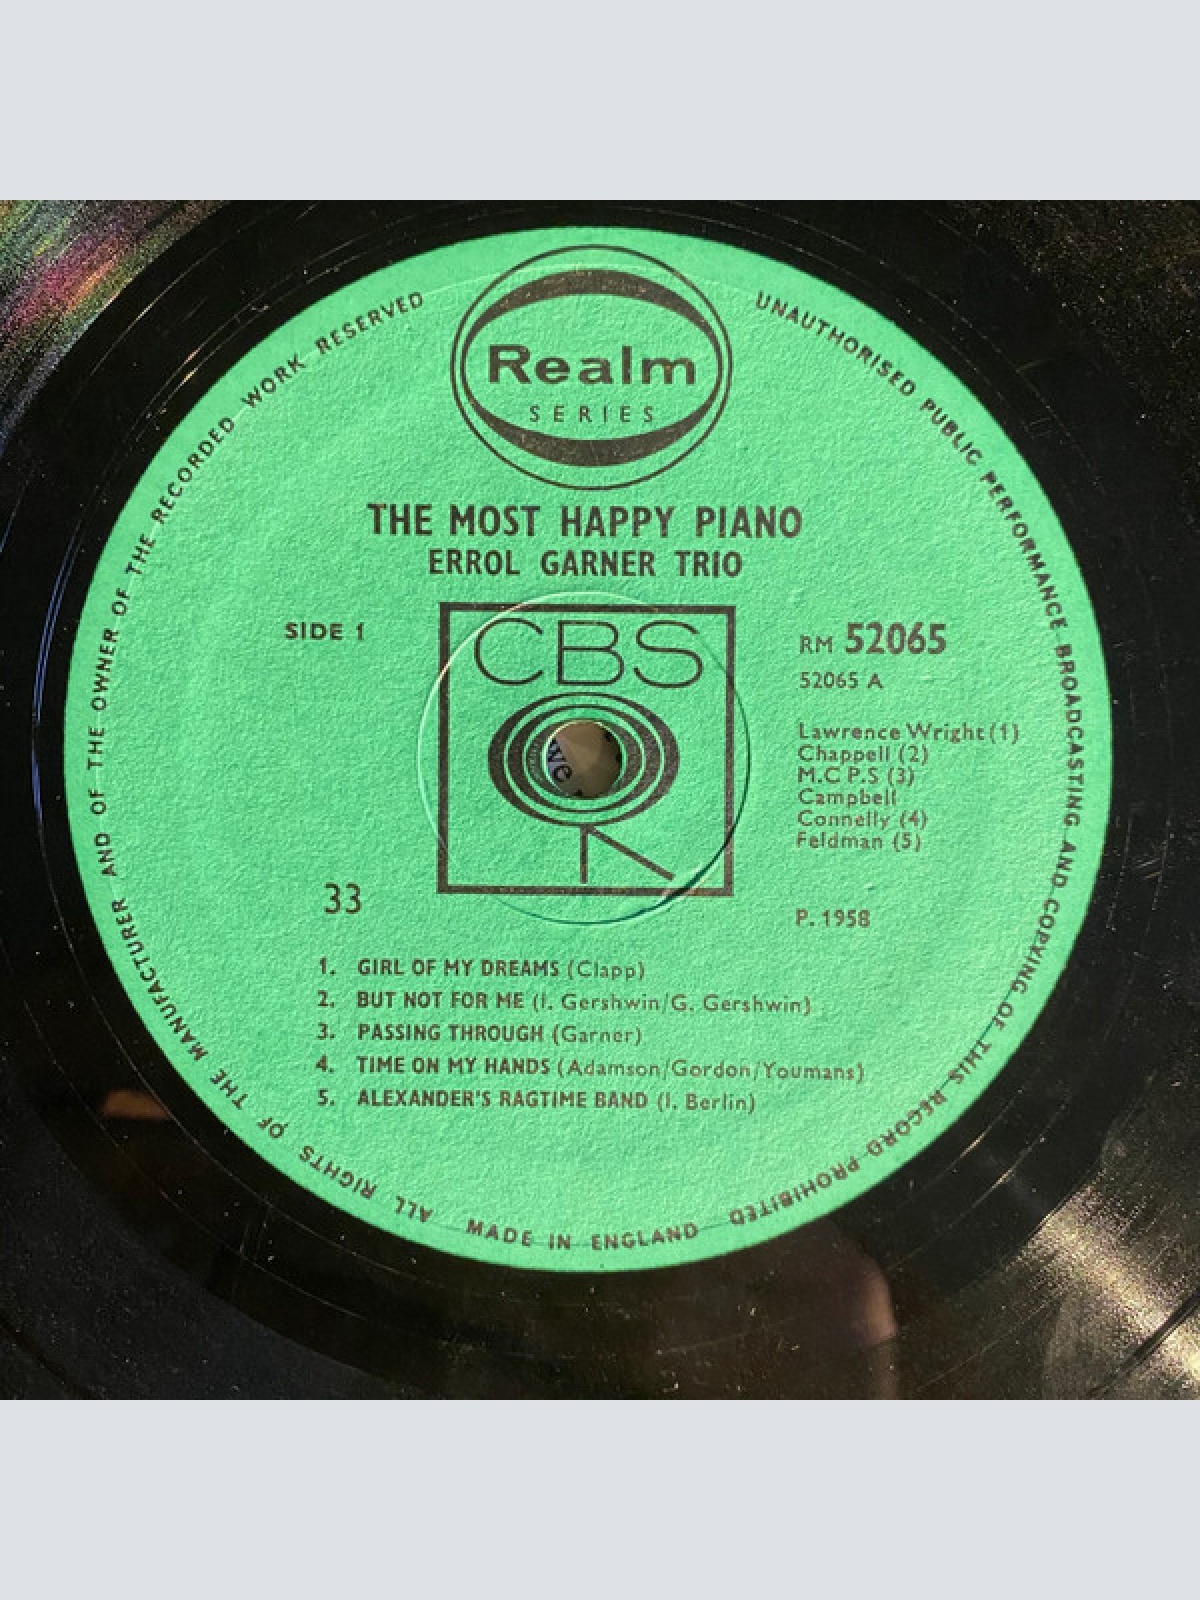 Realm
SERIES
THE MOST HAPPY PIANO
ERROL GARNER TRIO
SIDE 1
CBS
RM 52065
52065 A
Lawrence Wright (1)
Chappell (2)
M.C P.S (3)
Campbell
Connelly (4)
Feldman (5)
33
P. 1958
1. GIRL OF MY DREAMS (Clapp)
2. BUT NOT FOR ME (I. Gershwin/G. Gershwin)
3. PASSING THROUGH (Garner)
4. TIME ON MY HANDS (Adamson/Gordon/Youmans)
5. ALEXANDER'S RAGTIME BAND (I. Berlin)
ALL RIGHTS OF THE MANUFACTURER AND OF THE OWNER OF THE RECORDED WORK RESERVED
UNAUTHORISED PUBLIC PERFORMANCE BROADCASTING AND COPYING OF THIS RECORD PROHIBITED
MADE IN ENGLAND